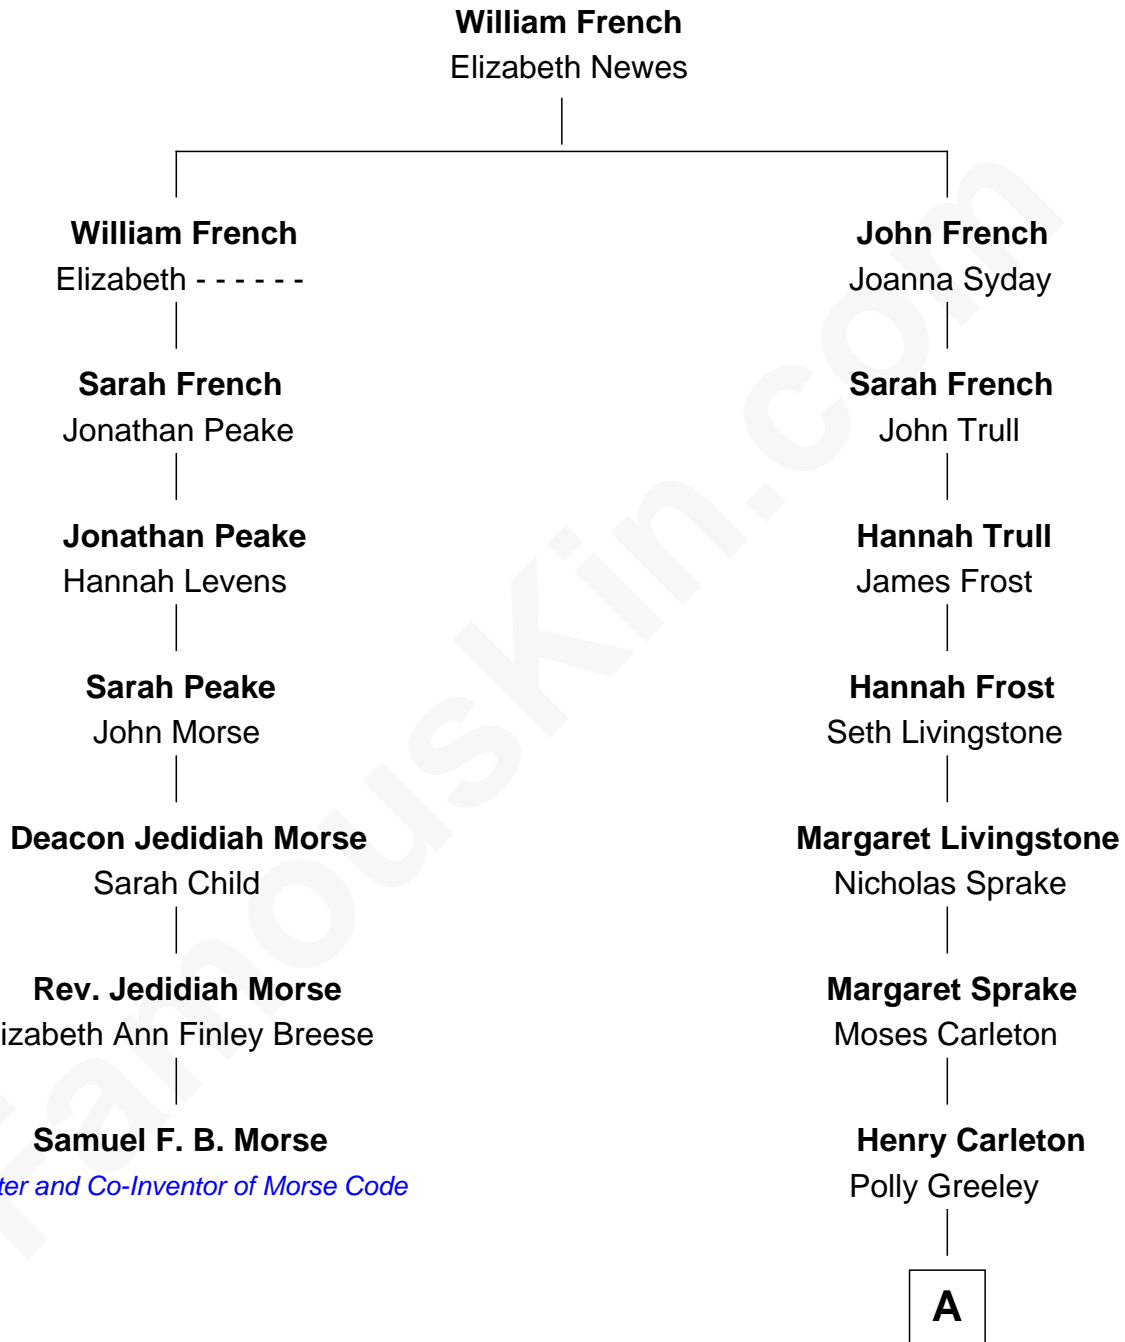 William French
Elizabeth Newes
William French
Elizabeth - - - - - -
John French
Joanna Syday
Sarah French
Jonathan Peake
Sarah French
John Trull
Jonathan Peake
Hannah Levens
Hannah Trull
James Frost
Sarah Peake
John Morse
Hannah Frost
Seth Livingstone
Deacon Jedidiah Morse
Sarah Child
Margaret Livingstone
Nicholas Sprake
Rev. Jedidiah Morse
izabeth Ann Finley Breese
Margaret Sprake
Moses Carleton
Samuel F. B. Morse
ter and Co-Inventor of Morse Code
Henry Carleton
Polly Greeley
A
FamousKin.com